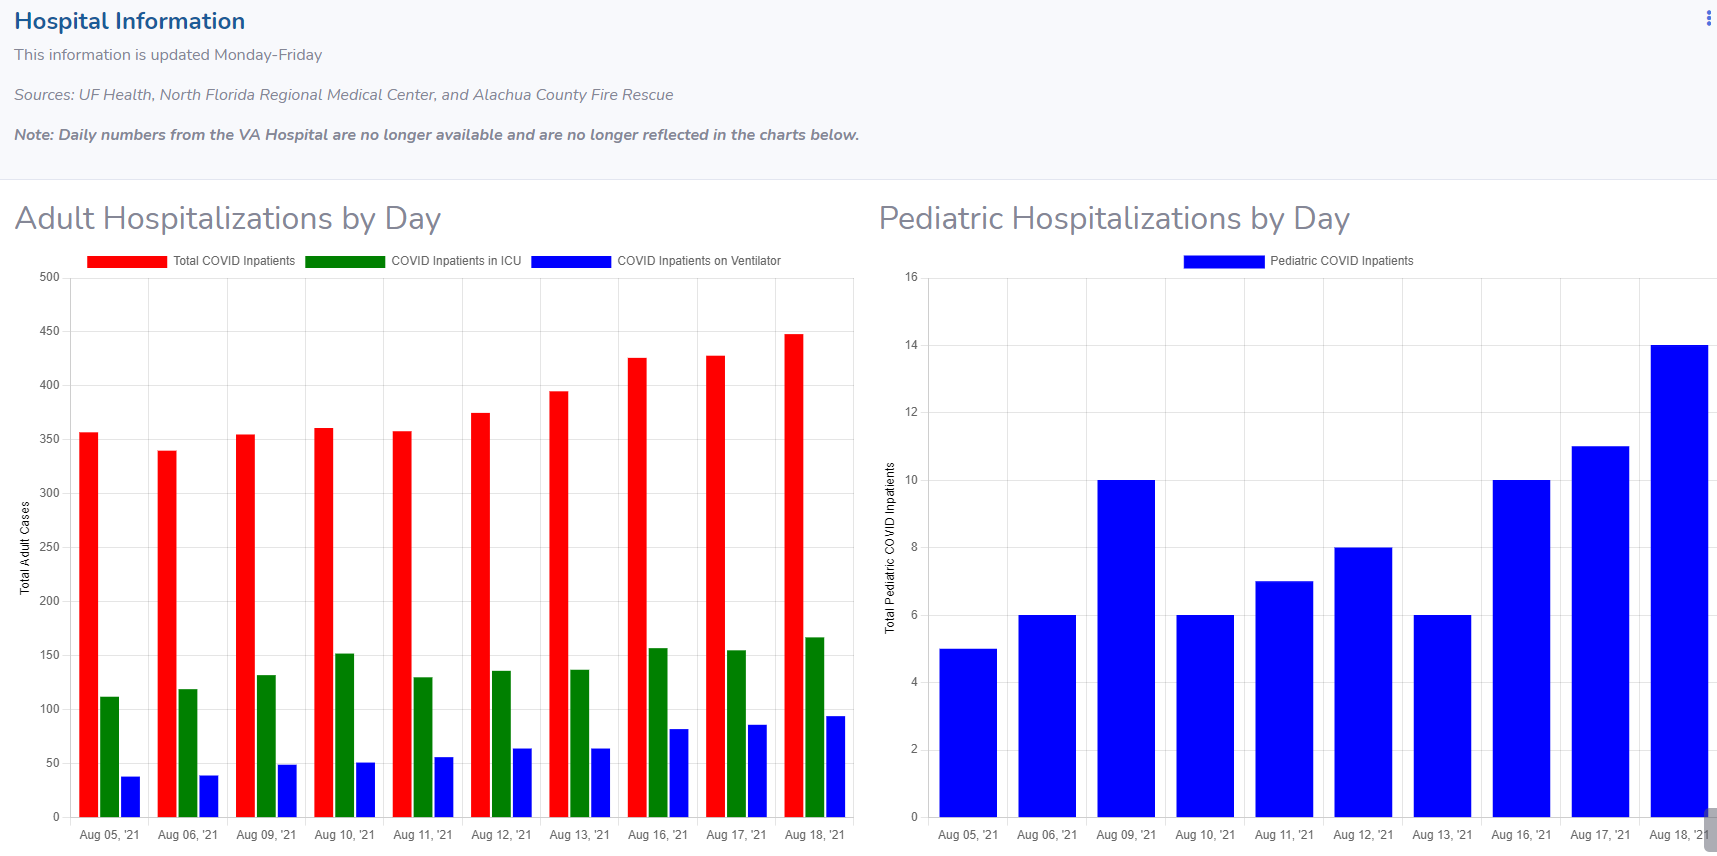 Hospital Information
This information is updated Monday-Friday
Sources: UF Health, North Florida Regional Medical Center, and Alachua County Fire Rescue
Note: Daily numbers from the VA Hospital are no longer available and are no longer reflected in the charts below.
Adult Hospitalizations by Day
Total COVID Inpatients COVID Inpatients in ICU COVID Inpatients on Ventilator
500
450
400
350
300
250
200
150
100
50
0
Total Adult Cases
Aug 05, '21 Aug 06, '21 Aug 09, '21 Aug 10, '21 Aug 11, '21 Aug 12, '21 Aug 13, '21 Aug 16, '21 Aug 17, '21 Aug 18, '21
Pediatric Hospitalizations by Day
Pediatric COVID Inpatients
16
14
12
10
8
6
4
2
0
Total Pediatric COVID Inpatients
Aug 05, '21 Aug 06, '21 Aug 09, '21 Aug 10, '21 Aug 11, '21 Aug 12, '21 Aug 13, '21 Aug 16, '21 Aug 17, '21 Aug 18, '21